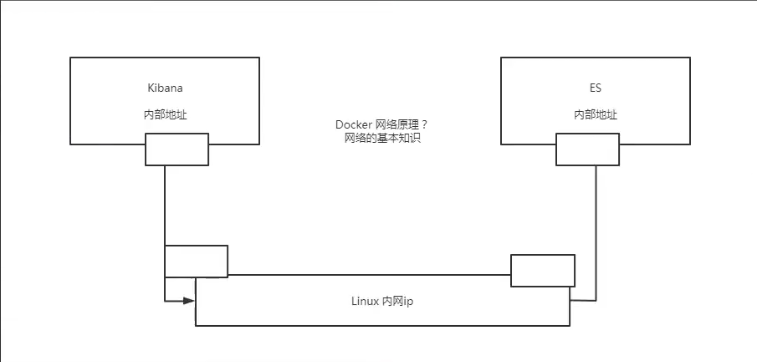 Kibana
内部地址
ES
内部地址
Docker 网络原理？
网络的基本知识
Linux 内网ip